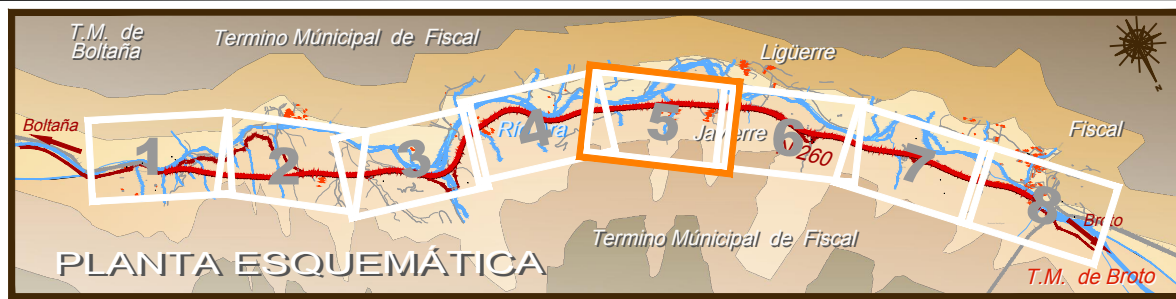 T.M. de
Boltaña
Termino Múnicipal de Fiscal
Ligüerre
N
Boltaña
Fiscal
1
2
3
4
5
6
7
8
Javierre
260
Broto
Termino Múnicipal de Fiscal
PLANTA ESQUEMÁTICA
T.M. de Broto